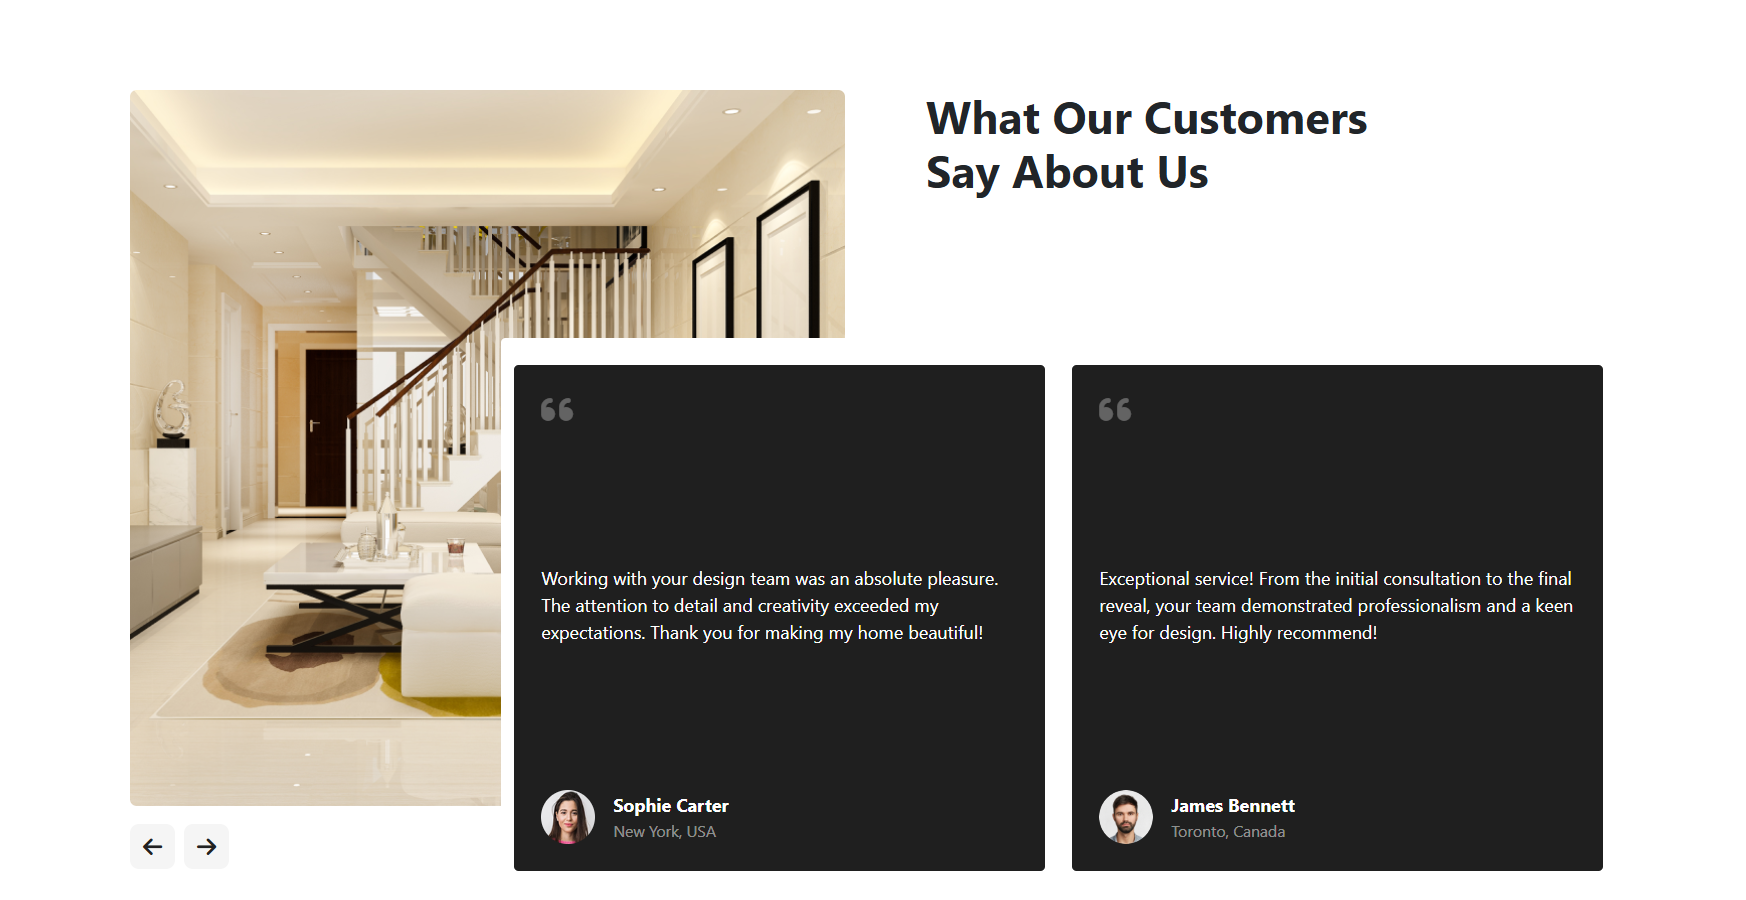 What Our Customers
Say About Us
“
Working with your design team was an absolute pleasure.
The attention to detail and creativity exceeded my
expectations. Thank you for making my home beautiful!
Sophie Carter
New York, USA
“
Exceptional service! From the initial consultation to the final
reveal, your team demonstrated professionalism and a keen
eye for design. Highly recommend!
James Bennett
Toronto, Canada